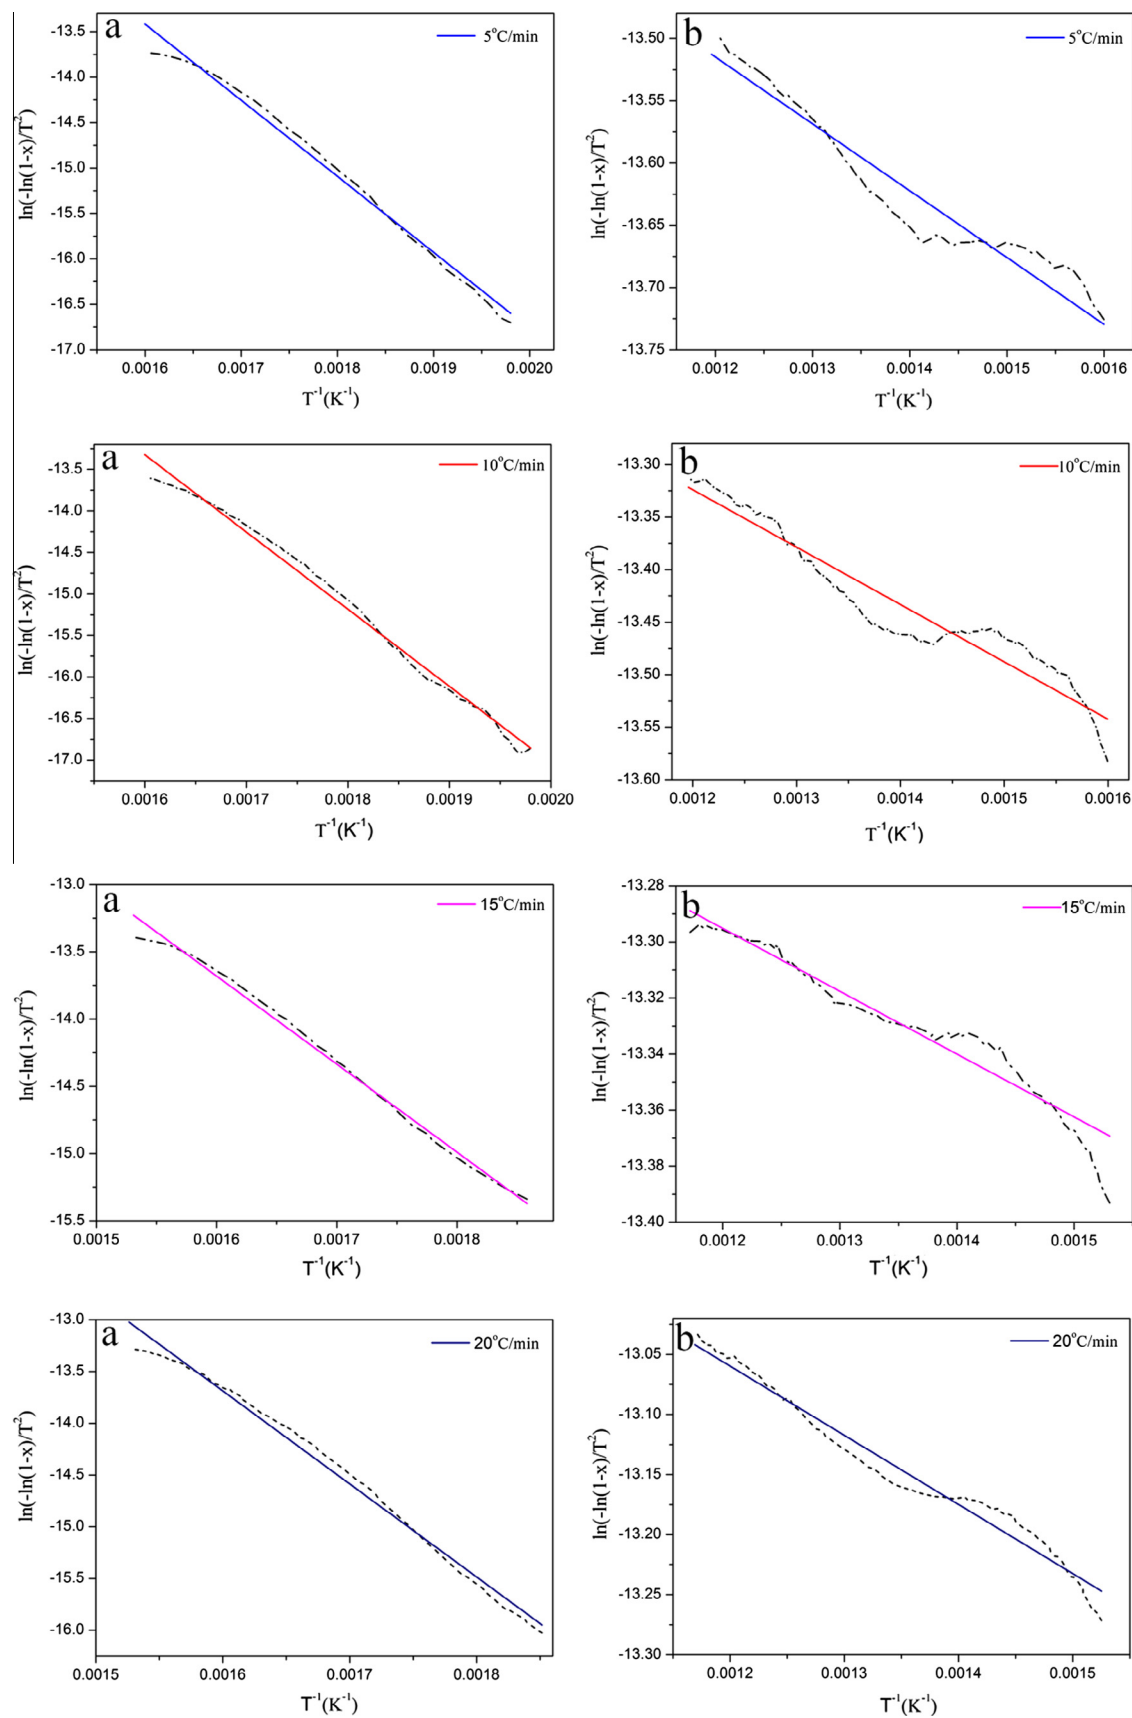 a
5°C/min
-13.5
-14.0
-14.5
-15.0
-15.5
-16.0
-16.5
-17.0
ln(-ln(1-x)/T²)
0.0016 0.0017 0.0018 0.0019 0.0020
T⁻¹(K⁻¹)
b
5°C/min
-13.50
-13.55
-13.60
-13.65
-13.70
-13.75
ln(-ln(1-x)/T²)
0.0012 0.0013 0.0014 0.0015 0.0016
T⁻¹(K⁻¹)
a
10°C/min
-13.5
-14.0
-14.5
-15.0
-15.5
-16.0
-16.5
-17.0
ln(-ln(1-x)/T²)
0.0016 0.0017 0.0018 0.0019 0.0020
T⁻¹(K⁻¹)
b
10°C/min
-13.30
-13.35
-13.40
-13.45
-13.50
-13.55
-13.60
ln(-ln(1-x)/T²)
0.0012 0.0013 0.0014 0.0015 0.0016
T⁻¹(K⁻¹)
a
15°C/min
-13.0
-13.5
-14.0
-14.5
-15.0
-15.5
ln(-ln(1-x)/T²)
0.0015 0.0016 0.0017 0.0018
T⁻¹(K⁻¹)
b
15°C/min
-13.28
-13.30
-13.32
-13.34
-13.36
-13.38
-13.40
ln(-ln(1-x)/T²)
0.0012 0.0013 0.0014 0.0015
T⁻¹(K⁻¹)
a
20°C/min
-13.0
-13.5
-14.0
-14.5
-15.0
-15.5
-16.0
ln(-ln(1-x)/T²)
0.0015 0.0016 0.0017 0.0018
T⁻¹(K⁻¹)
b
20°C/min
-13.05
-13.10
-13.15
-13.20
-13.25
-13.30
ln(-ln(1-x)/T²)
0.0012 0.0013 0.0014 0.0015
T⁻¹(K⁻¹)